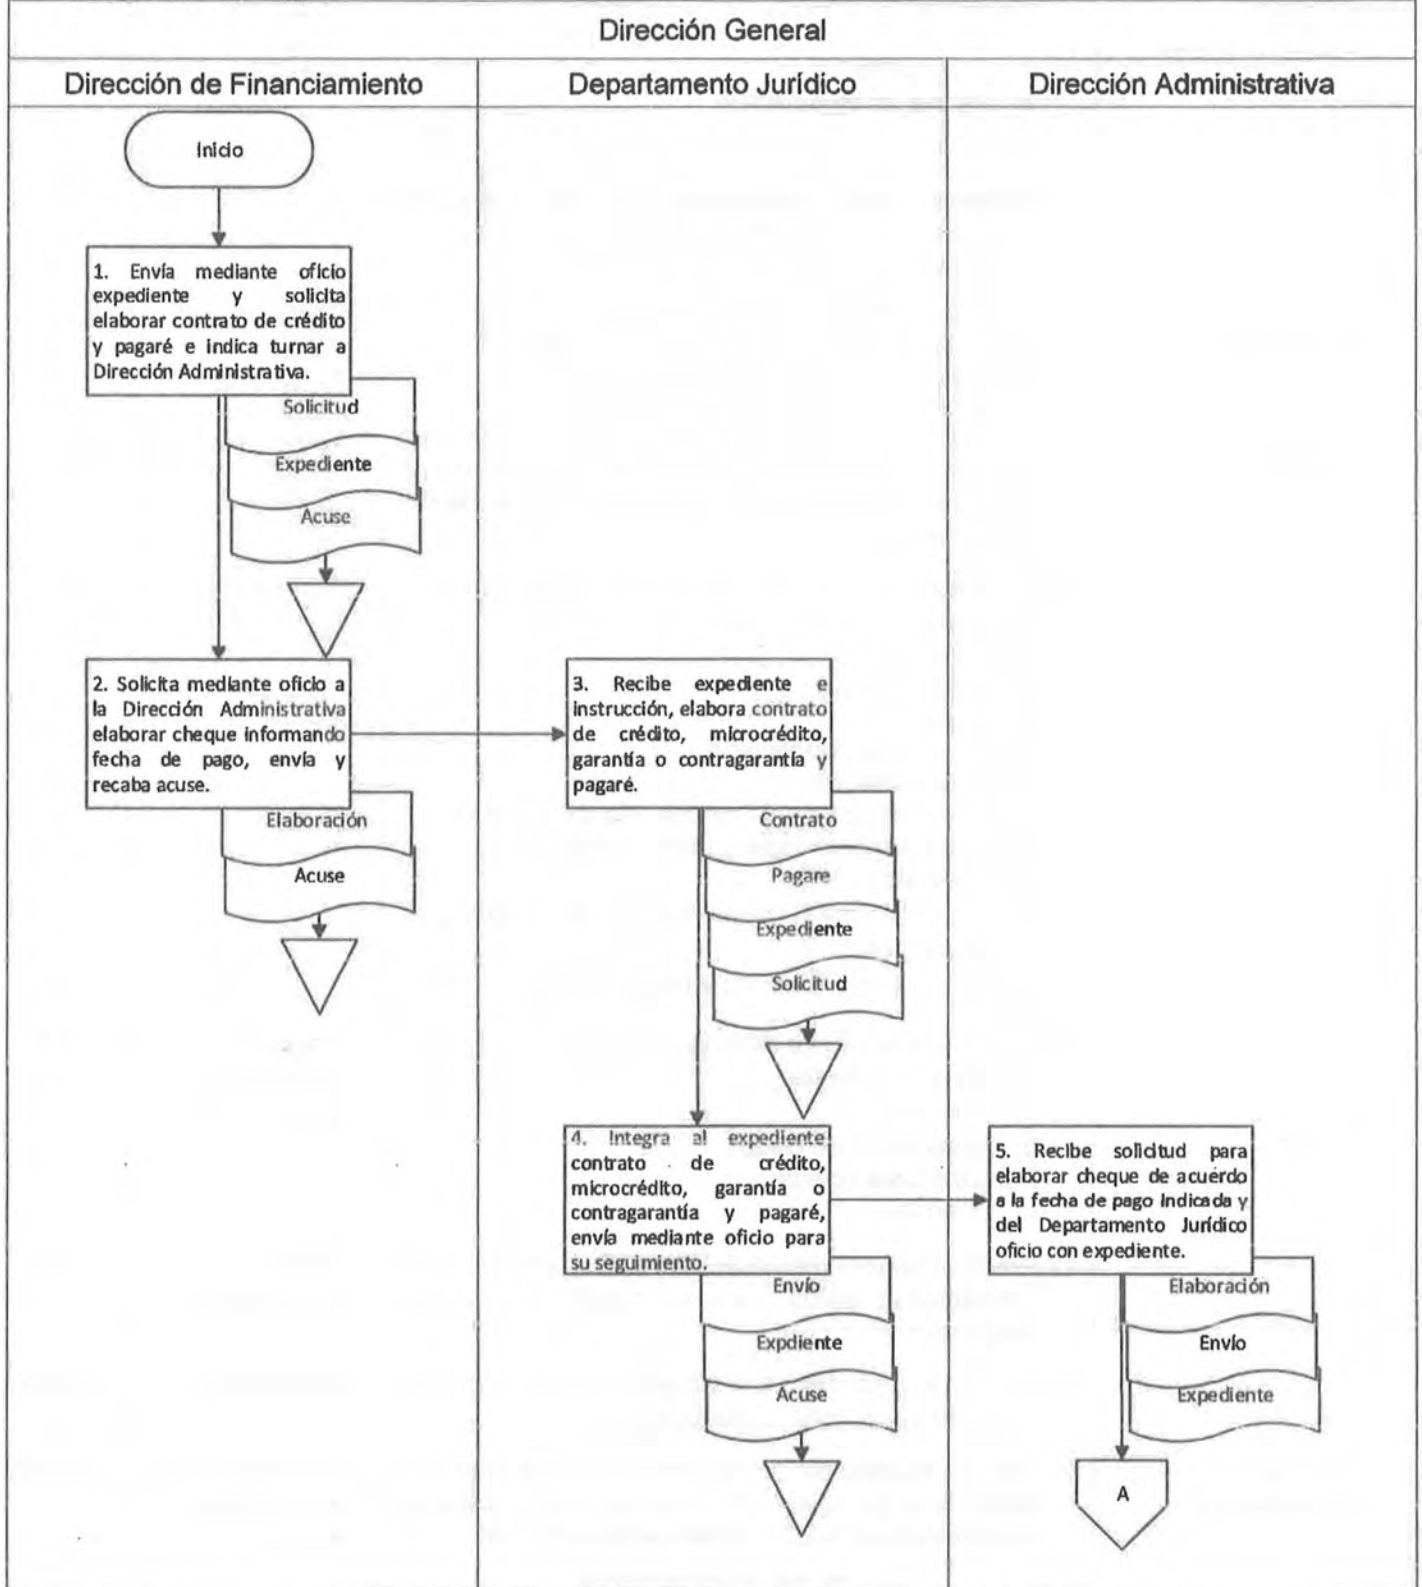 Dirección General
Dirección de Financiamiento
Departamento Jurídico
Dirección Administrativa
Inicio
1. Envía mediante oficio
expediente y solicita
elaborar contrato de crédito
y pagaré e indica turnar a
Dirección Administrativa.
Solicitud
Expediente
Acuse
2. Solicita mediante oficio a
la Dirección Administrativa
elaborar cheque informando
fecha de pago, envía y
recaba acuse.
Elaboración
Acuse
3. Recibe expediente e
instrucción, elabora contrato
de crédito, microcrédito,
garantía o contragarantía y
pagaré.
Contrato
Pagare
Expediente
Solicitud
4. Integra al expediente
contrato de crédito,
microcrédito, garantía o
contragarantía y pagaré,
envía mediante oficio para
su seguimiento.
Envío
Expdiente
Acuse
5. Recibe solicitud para
elaborar cheque de acuerdo
a la fecha de pago indicada y
del Departamento Jurídico
oficio con expediente.
Elaboración
Envío
Expediente
A